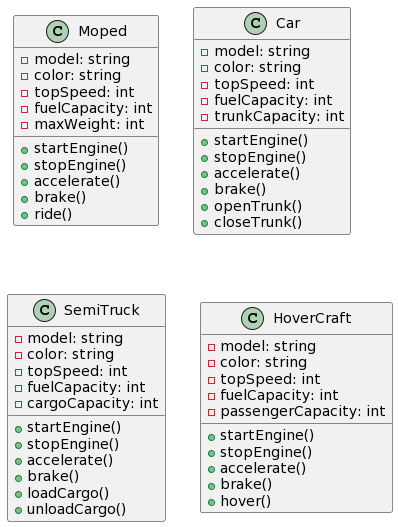 C Moped
model: string
color: string
topSpeed: int
fuelCapacity: int
maxWeight: int
startEngine()
stopEngine()
accelerate()
brake()
ride()
C Car
model: string
color: string
topSpeed: int
fuelCapacity: int
trunkCapacity: int
startEngine()
stopEngine()
accelerate()
brake()
openTrunk()
closeTrunk()
C SemiTruck
model: string
color: string
topSpeed: int
fuelCapacity: int
cargoCapacity: int
startEngine()
stopEngine()
accelerate()
brake()
loadCargo()
unloadCargo()
C HoverCraft
model: string
color: string
topSpeed: int
fuelCapacity: int
passengerCapacity: int
startEngine()
stopEngine()
accelerate()
brake()
hover()